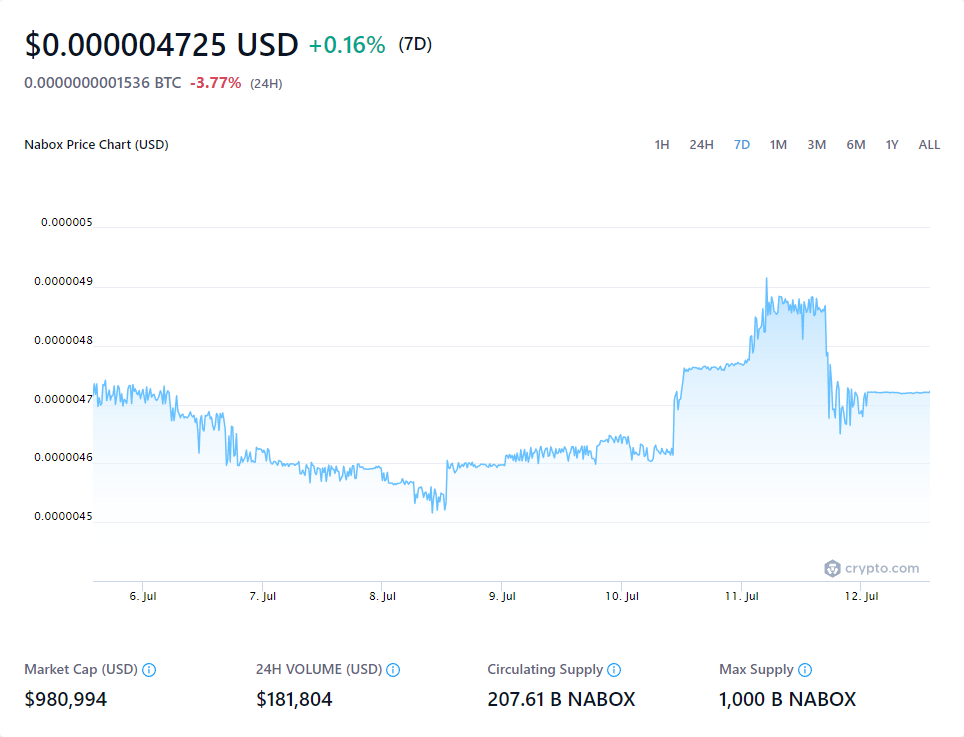 $0.000004725 USD +0.16% (7D)
0.0000000001536 BTC -3.77% (24H)
Nabox Price Chart (USD) 1H 24H 7D 1M 3M 6M 1Y ALL
0.000005
0.0000049
0.0000048
0.0000047
0.0000046
0.0000045
crypto.com
6. Jul 7. Jul 8. Jul 9. Jul 10. Jul 11. Jul 12. Jul
Market Cap (USD) 24H VOLUME (USD) Circulating Supply Max Supply
$980,994 $181,804 207.61 B NABOX 1,000 B NABOX